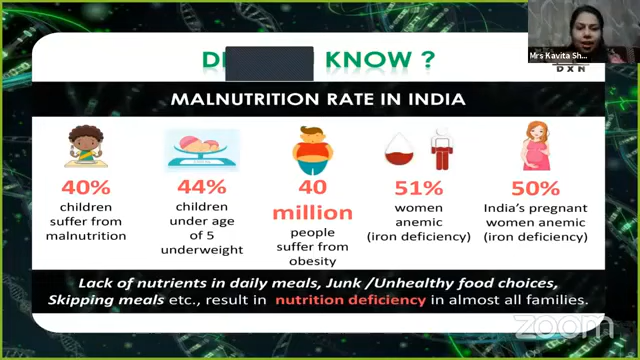 KNOW ?
Mrs Kavita Sh...
DXN
MALNUTRITION RATE IN INDIA
40%
children
suffer from
malnutrition
44%
children
under age
of 5
underweight
40
million
people
suffer from
obesity
51%
women
anemic
(iron deficiency)
50%
India's pregnant
women anemic
(iron deficiency)
Lack of nutrients in daily meals, Junk /Unhealthy food choices,
Skipping meals etc., result in nutrition deficiency in almost all families.
zoom